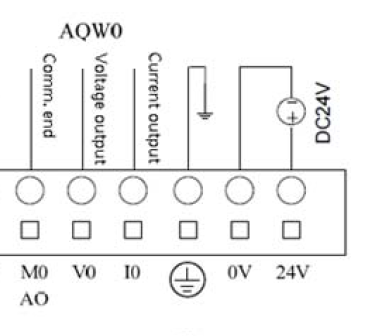 AQW0
Comm. end
Voltage output
Current output
DC24V
M0 V0 I0 0V 24V
AO